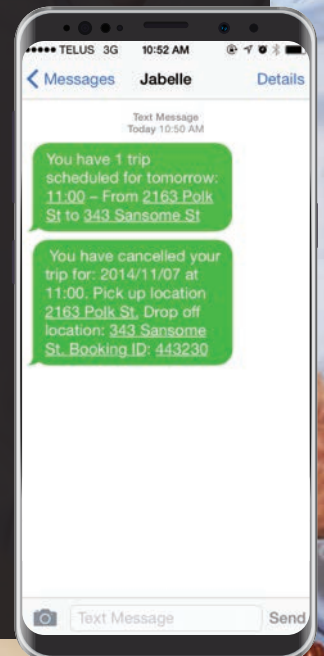 TELUS 3G 10:52 AM
Messages Jabelle Details
Text Message
Today 10:50 AM
You have 1 trip
scheduled for tomorrow:
11:00 – From 2163 Polk
St to 343 Sansome St
You have cancelled your
trip for: 2014/11/07 at
11:00. Pick up location
2163 Polk St, Drop off
location: 343 Sansome
St. Booking ID: 443230
Text Message Send